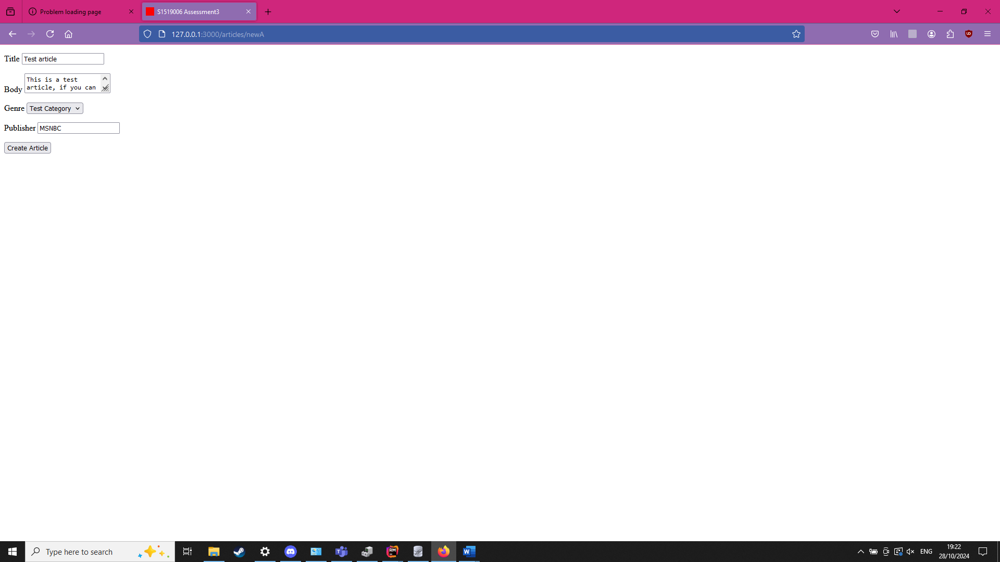 Problem loading page
S1519006 Assessment3
127.0.0.1:3000/articles/newA
Title Test article
This is a test
Body article, if you can
Genre Test Category
Publisher MSNBC
Create Article
Type here to search
ENG
19:22
28/10/2024